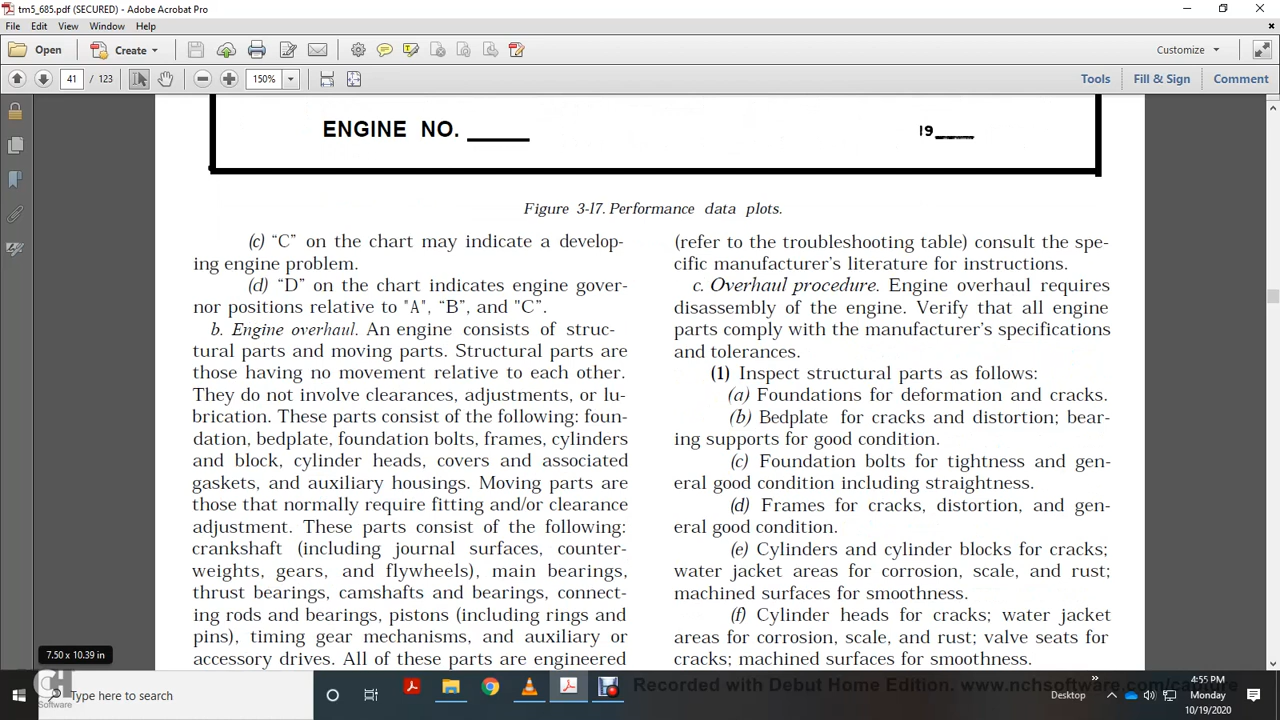 tm5_685.pdf (SECURED) - Adobe Acrobat Pro
File Edit View Window Help
Open Create Customize
41 / 123 150% Tools Fill & Sign Comment
ENGINE NO. _____ 19____
Figure 3-17. Performance data plots.
(c) “C” on the chart may indicate a develop-
ing engine problem.
(d) “D” on the chart indicates engine gover-
nor positions relative to "A", “B”, and "C”.
b. Engine overhaul. An engine consists of struc-
tural parts and moving parts. Structural parts are
those having no movement relative to each other.
They do not involve clearances, adjustments, or lu-
brication. These parts consist of the following: foun-
dation, bedplate, foundation bolts, frames, cylinders
and block, cylinder heads, covers and associated
gaskets, and auxiliary housings. Moving parts are
those that normally require fitting and/or clearance
adjustment. These parts consist of the following:
crankshaft (including journal surfaces, counter-
weights, gears, and flywheels), main bearings,
thrust bearings, camshafts and bearings, connect-
ing rods and bearings, pistons (including rings and
pins), timing gear mechanisms, and auxiliary or
accessory drives. All of these parts are engineered
(refer to the troubleshooting table) consult the spe-
cific manufacturer’s literature for instructions.
c. Overhaul procedure. Engine overhaul requires
disassembly of the engine. Verify that all engine
parts comply with the manufacturer’s specifications
and tolerances.
(1) Inspect structural parts as follows:
(a) Foundations for deformation and cracks.
(b) Bedplate for cracks and distortion; bear-
ing supports for good condition.
(c) Foundation bolts for tightness and gen-
eral good condition including straightness.
(d) Frames for cracks, distortion, and gen-
eral good condition.
(e) Cylinders and cylinder blocks for cracks;
water jacket areas for corrosion, scale, and rust;
machined surfaces for smoothness.
(f) Cylinder heads for cracks; water jacket
areas for corrosion, scale, and rust; valve seats for
cracks; machined surfaces for smoothness.
7.50 x 10.39 in
Type here to search
Software
Recorded with Debut Home Edition. www.nchsoftware.com/capture
Desktop
4:55 PM
Monday
10/19/2020